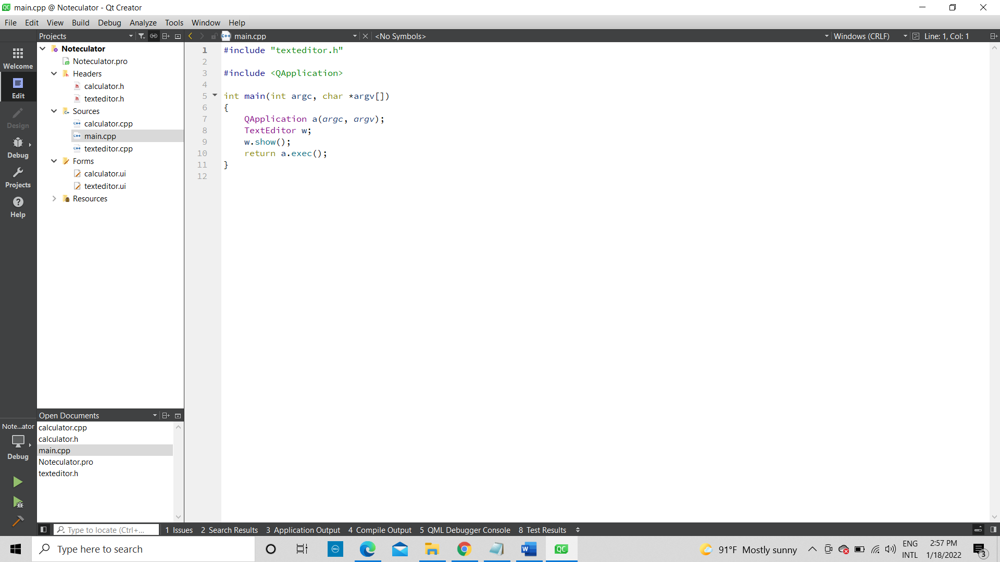 main.cpp @ Noteculator - Qt Creator
File Edit View Build Debug Analyze Tools Window Help
Projects
main.cpp
<No Symbols>
Windows (CRLF)
Line: 1, Col: 1
Welcome
Edit
Design
Debug
Projects
Help
Noteculator
Noteculator.pro
Headers
calculator.h
texteditor.h
Sources
calculator.cpp
main.cpp
texteditor.cpp
Forms
calculator.ui
texteditor.ui
Resources
1 #include "texteditor.h"
2
3 #include <QApplication>
4
5 int main(int argc, char *argv[])
6 {
7 QApplication a(argc, argv);
8 TextEditor w;
9 w.show();
10 return a.exec();
11 }
12
Open Documents
calculator.cpp
calculator.h
main.cpp
Noteculator.pro
texteditor.h
Note...ator
Debug
Type to locate (Ctrl+...
1 Issues 2 Search Results 3 Application Output 4 Compile Output 5 QML Debugger Console 8 Test Results
Type here to search
DELL
W
QC
91°F Mostly sunny
ENG
INTL
2:57 PM
1/18/2022
3